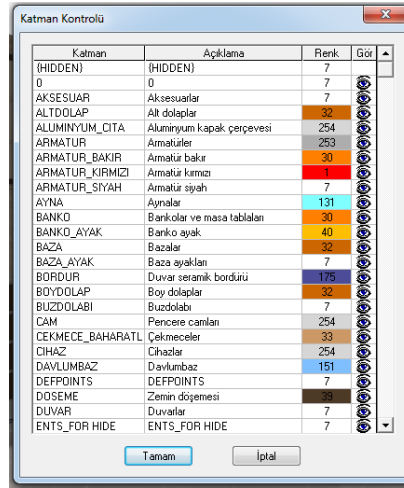 Katman Kontrolü
Katman Açıklama Renk Gör
(HIDDEN) (HIDDEN) 7
0 0 7
AKSESUAR Aksesuarlar 7
ALTDOLAP Alt dolaplar 32
ALUMINYUM_CITA Aluminyum kapak çerçevesi 254
ARMATUR Armatürler 253
ARMATUR_BAKIR Armatür bakır 30
ARMATUR_KIRMIZI Armatür kırmızı 1
ARMATUR_SIYAH Armatür siyah 7
AYNA Aynalar 131
BANKO Bankolar ve masa tablaları 30
BANKO_AYAK Banko ayak 40
BAZA Bazalar 32
BAZA_AYAK Baza ayakları 7
BORDUR Duvar seramik bordürü 175
BOYDOLAP Boy dolaplar 32
BUZDOLABI Buzdolabı 7
CAM Pencere camları 254
CEKMECE_BAHARATL Çekmeceler 33
CIHAZ Cihazlar 254
DAVLUMBAZ Davlumbaz 151
DEFPOINTS DEFPOINTS 7
DOSEME Zemin döşemesi 39
DUVAR Duvarlar 7
ENTS_FOR HIDE ENTS_FOR HIDE 7
Tamam İptal